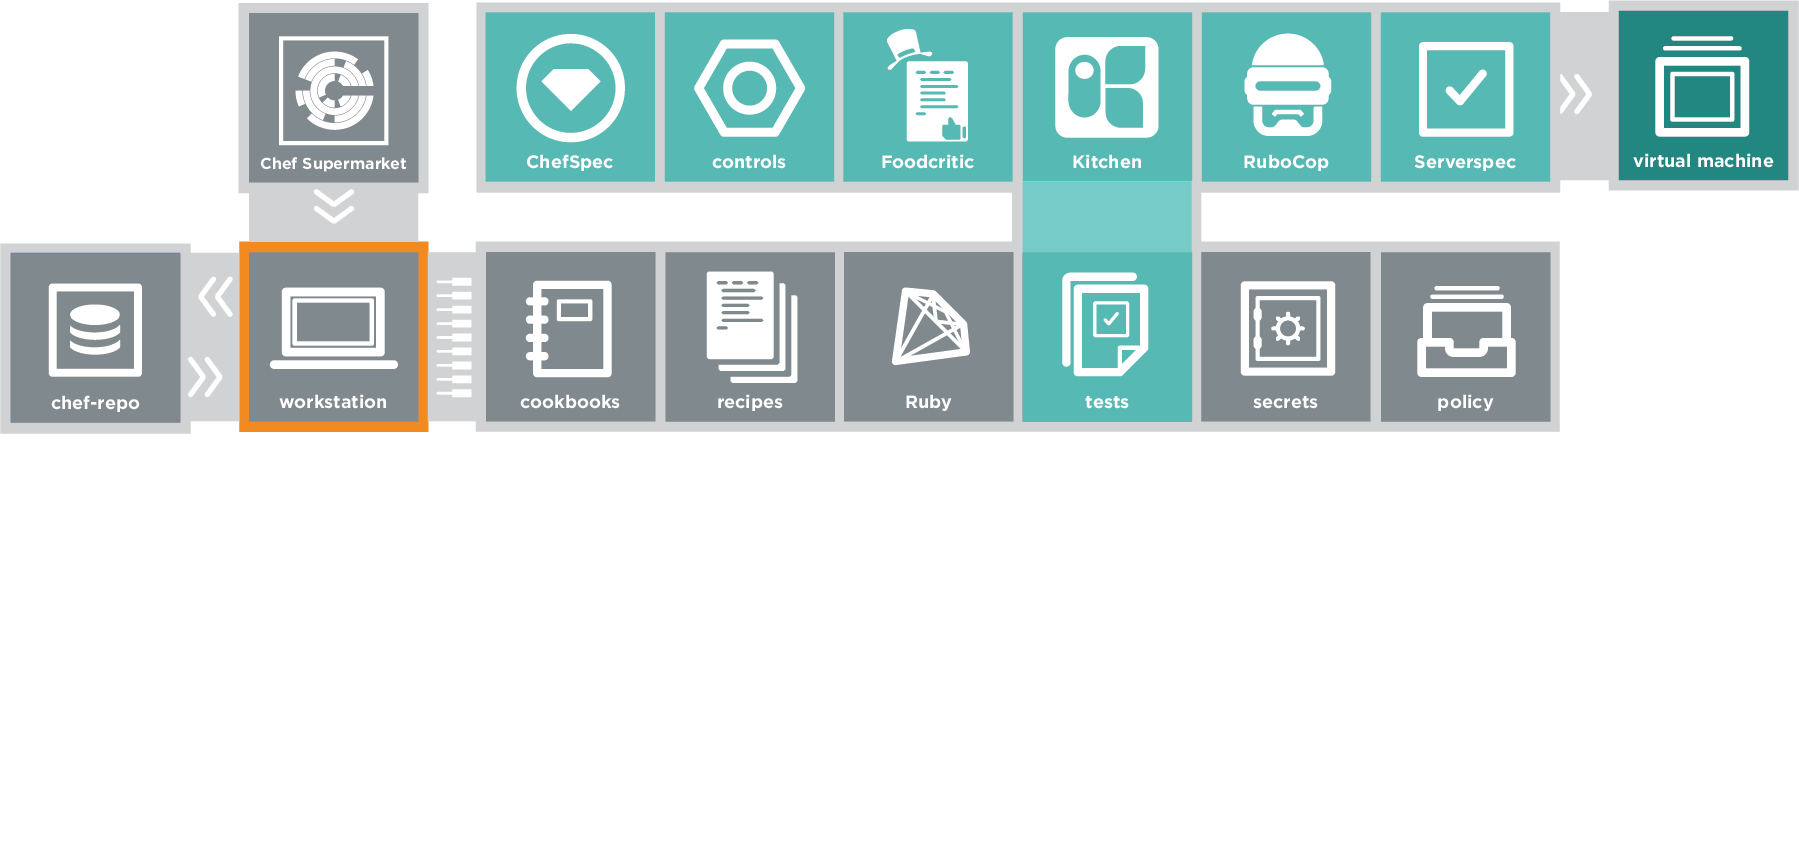 Chef Supermarket
ChefSpec
controls
Foodcritic
Kitchen
RuboCop
Serverspec
virtual machine
chef-repo
workstation
cookbooks
recipes
Ruby
tests
secrets
policy